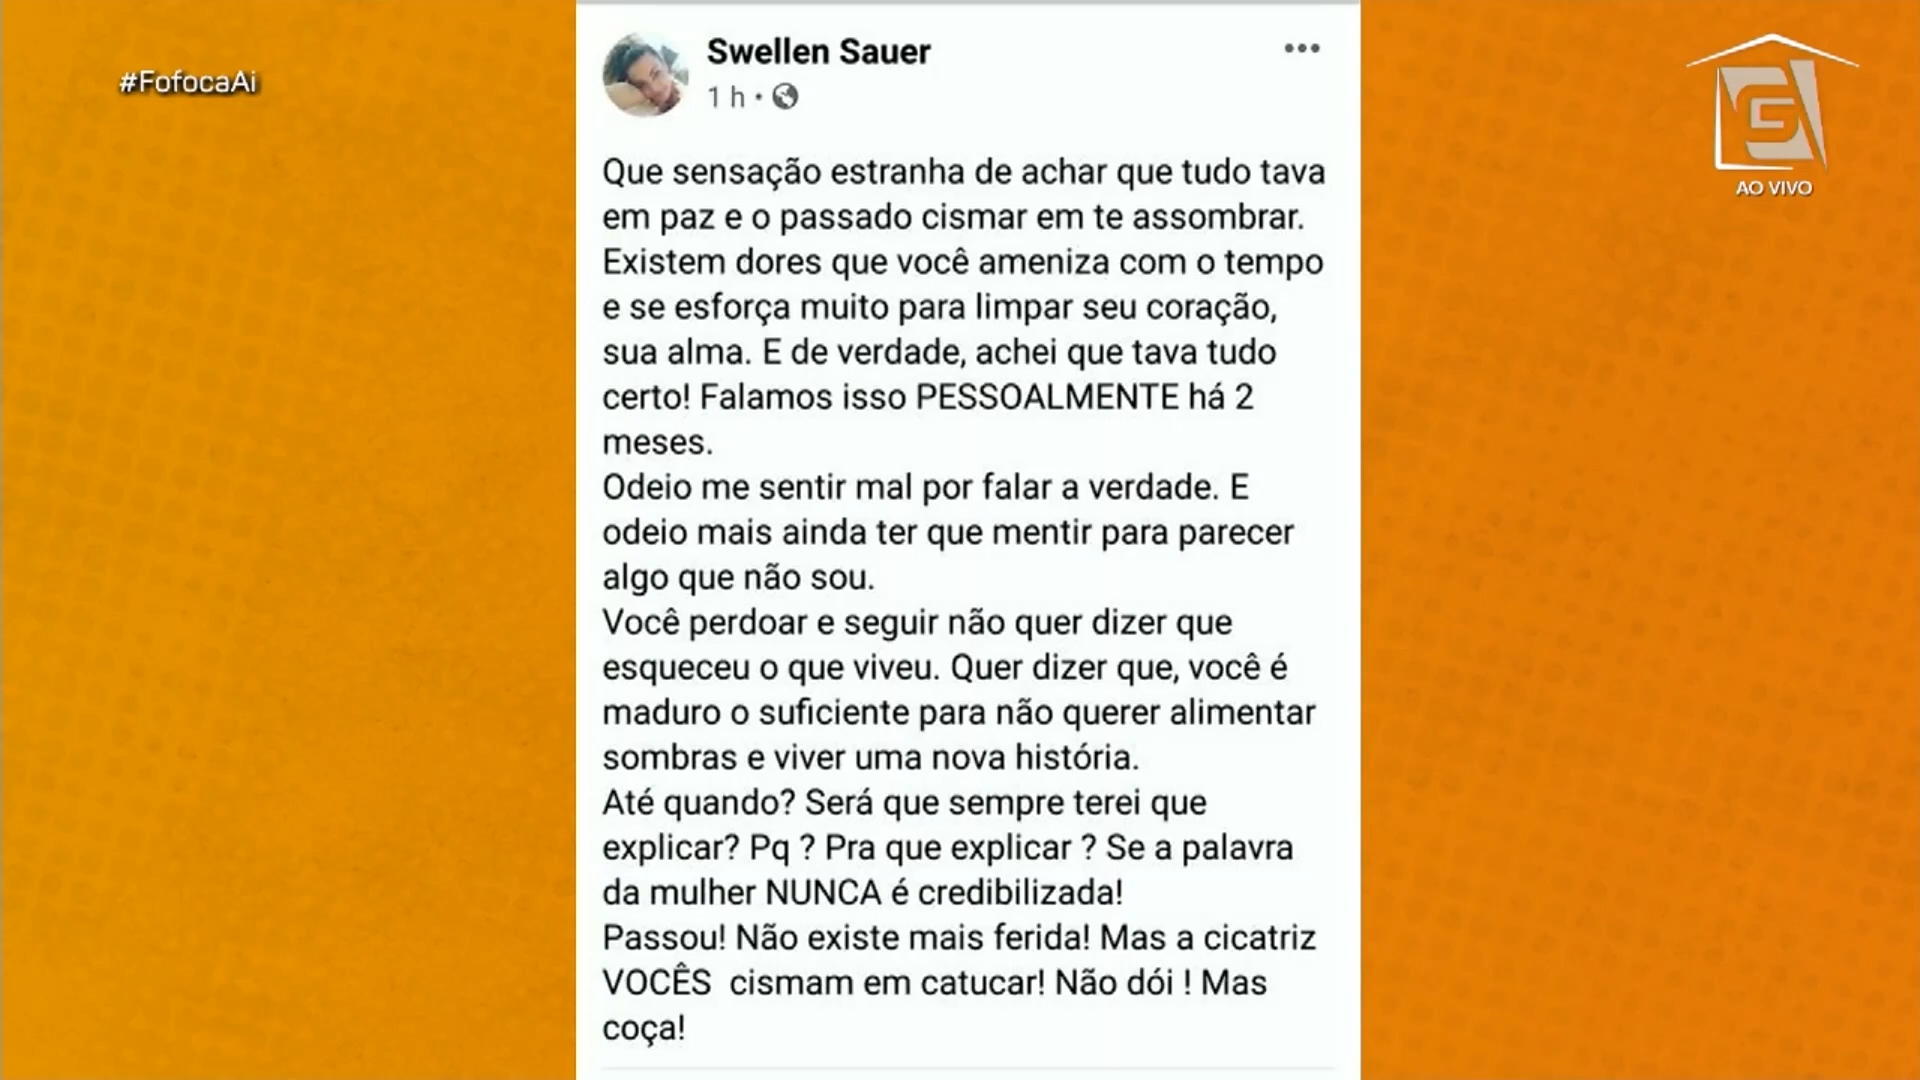 #FofocaAi
Swellen Sauer
1 h
AO VIVO
Que sensação estranha de achar que tudo tava
em paz e o passado cismar em te assombrar.
Existem dores que você ameniza com o tempo
e se esforça muito para limpar seu coração,
sua alma. E de verdade, achei que tava tudo
certo! Falamos isso PESSOALMENTE há 2
meses.
Odeio me sentir mal por falar a verdade. E
odeio mais ainda ter que mentir para parecer
algo que não sou.
Você perdoar e seguir não quer dizer que
esqueceu o que viveu. Quer dizer que, você é
maduro o suficiente para não querer alimentar
sombras e viver uma nova história.
Até quando? Será que sempre terei que
explicar? Pq ? Pra que explicar ? Se a palavra
da mulher NUNCA é credibilizada!
Passou! Não existe mais ferida! Mas a cicatriz
VOCÊS  cismam em catucar! Não dói ! Mas
coça!